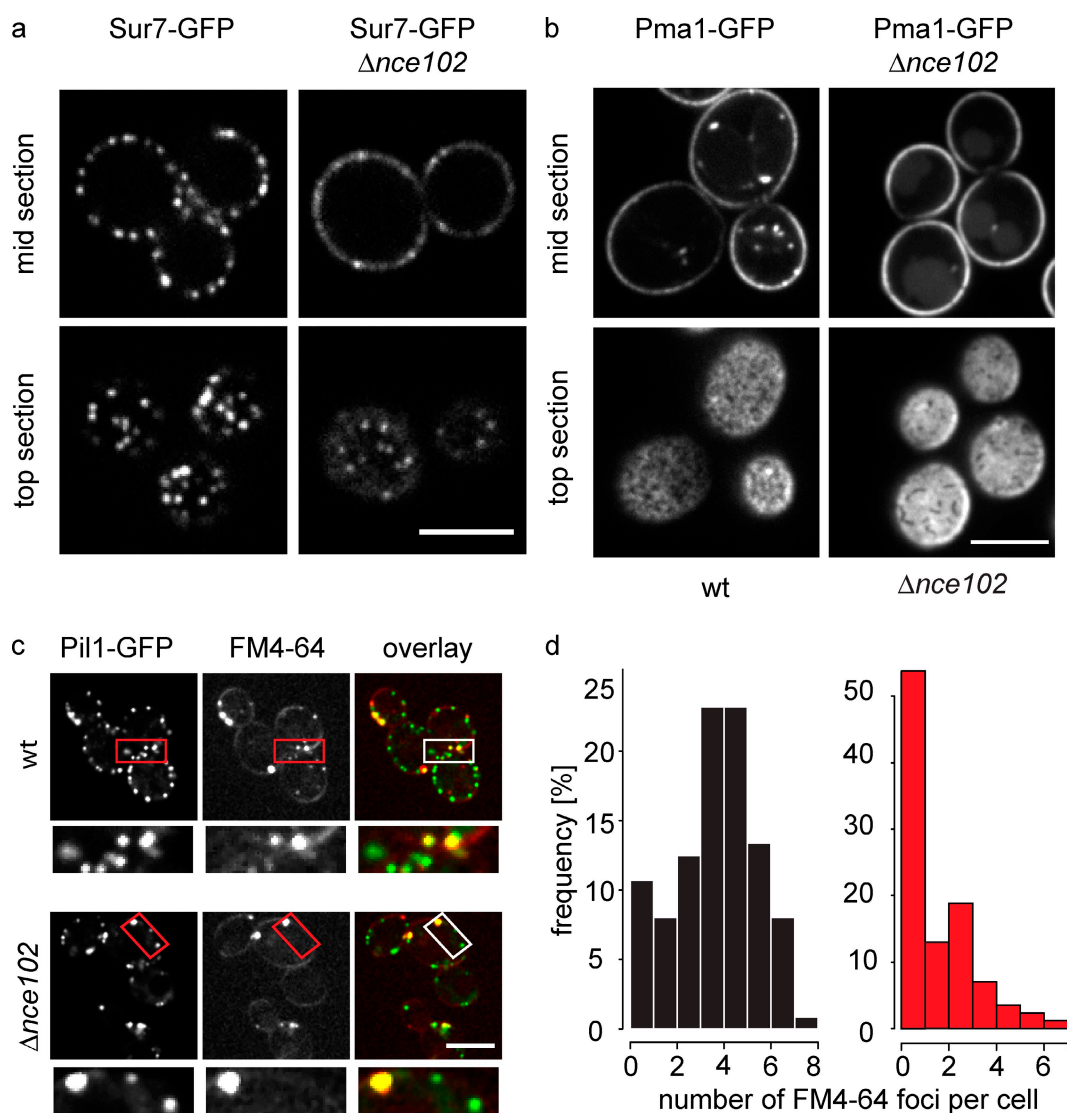 a
Sur7-GFP
Sur7-GFP
Δnce102
mid section
top section
b
Pma1-GFP
Pma1-GFP
Δnce102
mid section
top section
c
Pil1-GFP
FM4-64
overlay
wt
Δnce102
d
wt
Δnce102
frequency [%]
25
20
15
10
5
0
0 2 4 6 8
50
40
30
20
10
0
0 2 4 6
number of FM4-64 foci per cell